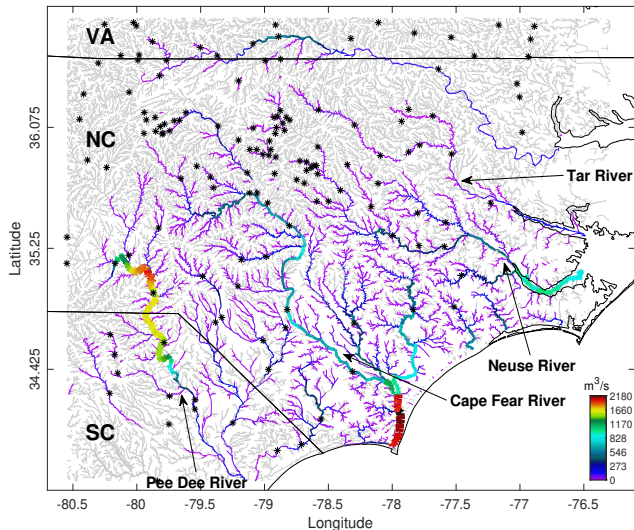 VA
NC
SC
Tar River
Neuse River
Cape Fear River
Pee Dee River
m³/s
2180
1660
1170
828
546
273
0
36.075
35.25
34.425
Latitude
-80.5 -80 -79.5 -79 -78.5 -78 -77.5 -77 -76.5
Longitude